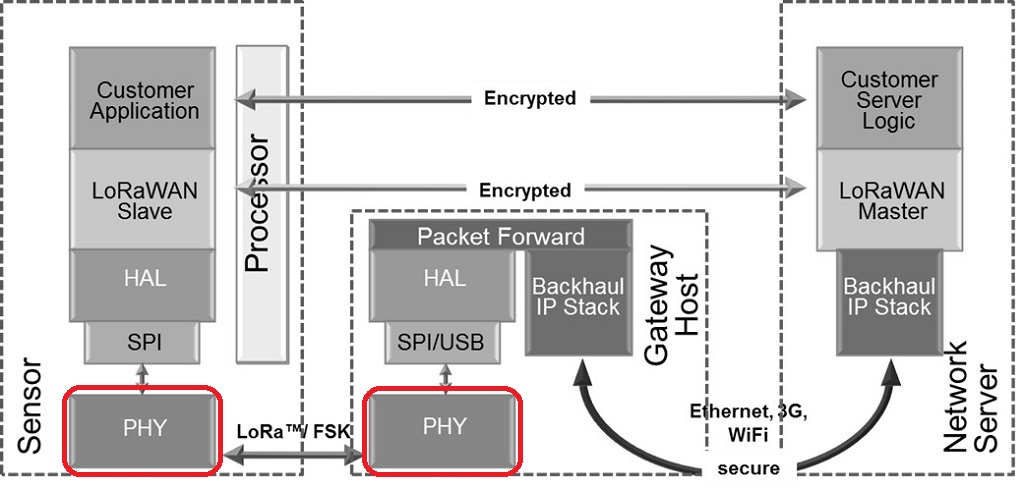 Customer
Application
LoRaWAN
Slave
HAL
SPI
PHY
Sensor
Processor
Encrypted
Encrypted
LoRa™/ FSK
Packet Forward
HAL
SPI/USB
PHY
Backhaul
IP Stack
Gateway
Host
Ethernet, 3G,
WiFi
secure
Customer
Server
Logic
LoRaWAN
Master
Backhaul
IP Stack
Network
Server